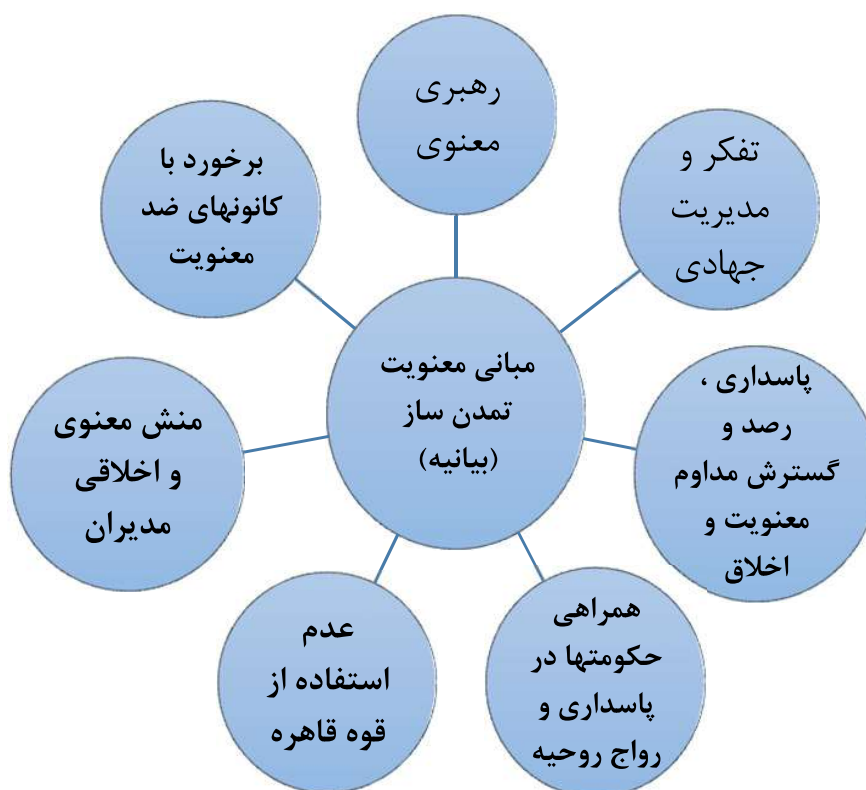 رهبری
معنوی
تفکر و
مدیریت
جهادی
پاسداری ،
رصد و
گسترش مداوم
معنویت و
اخلاق
همراهی
حکومتها در
پاسداری و
رواج روحیه
عدم
استفاده از
قوه قاهره
منش معنوی
و اخلاقی
مدیران
برخورد با
کانونهای ضد
معنویت
مبانی معنویت
تمدن ساز
(بیانیه)